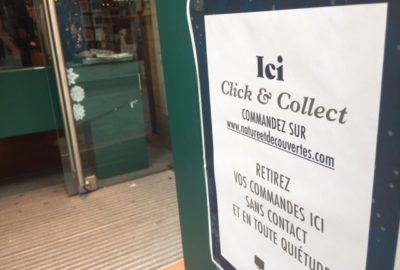 Ici
Click & Collect
COMMANDEZ SUR
www.natureetdecouvertes.com
RETIREZ
VOS COMMANDES ICI
SANS CONTACT
ET EN TOUTE QUIÉTUDE